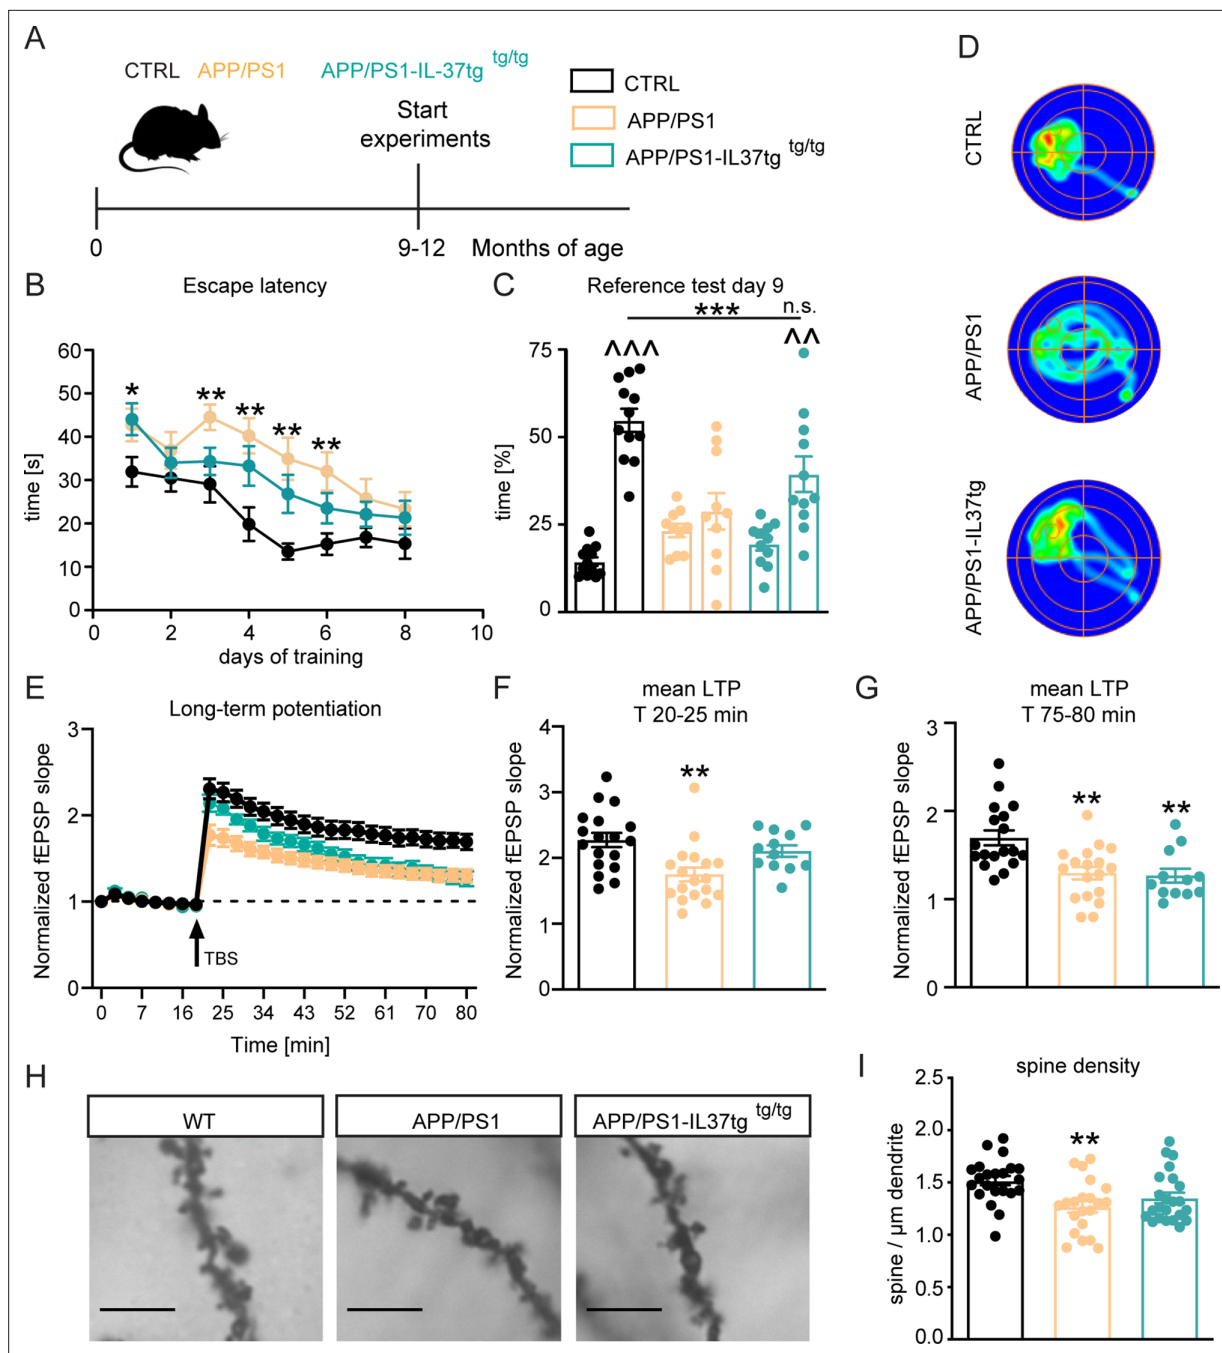 A
CTRL APP/PS1 APP/PS1-IL-37tg tg/tg
Start
experiments
0 9-12 Months of age
CTRL
APP/PS1
APP/PS1-IL37tg tg/tg
D
CTRL
APP/PS1
APP/PS1-IL37tg
B
Escape latency
time [s]
60
50
40
30
20
10
0
* ** ** ** **
0 2 4 6 8 10
days of training
C
Reference test day 9
*** n.s.
^^^ ^^
time [%]
75
50
25
0
E
Long-term potentiation
Normalized fEPSP slope
3
2
1
0
TBS
0 7 16 25 34 43 52 61 70 80
Time [min]
F
mean LTP
T 20-25 min
Normalized fEPSP slope
4
3
2
1
0
**
G
mean LTP
T 75-80 min
Normalized fEPSP slope
3
2
1
0
** **
H
WT APP/PS1 APP/PS1-IL37tg tg/tg
I
spine density
spine / µm dendrite
2.5
2.0
1.5
1.0
0.5
0.0
**